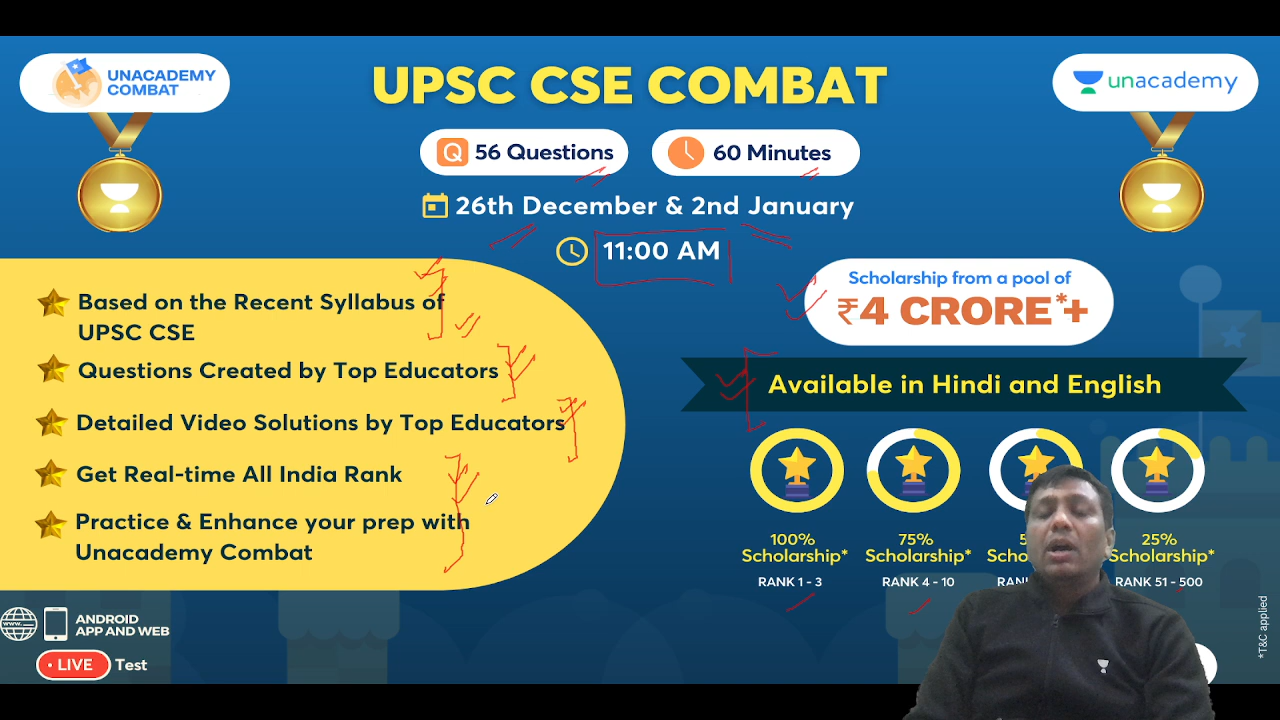 UNACADEMY
COMBAT
UPSC CSE COMBAT
unacademy
Q 56 Questions
60 Minutes
26th December & 2nd January
11:00 AM
Based on the Recent Syllabus of
UPSC CSE
Questions Created by Top Educators
Detailed Video Solutions by Top Educators
Get Real-time All India Rank
Practice & Enhance your prep with
Unacademy Combat
Scholarship from a pool of
₹4 CRORE*+
Available in Hindi and English
100%
Scholarship*
RANK 1 - 3
75%
Scholarship*
RANK 4 - 10
25%
Scholarship*
RANK 51 - 500
ANDROID
APP AND WEB
• LIVE Test
*T&C applied